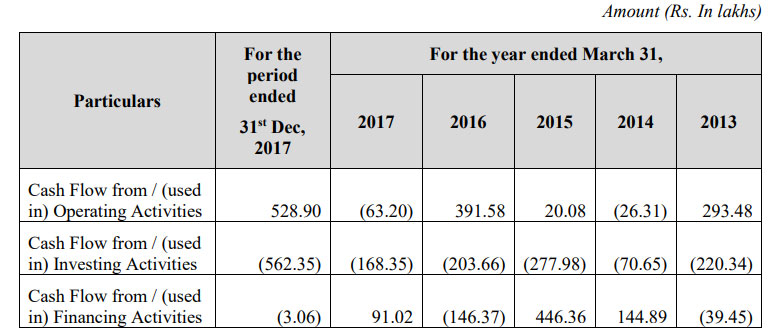 Amount (Rs. In lakhs)
Particulars
For the
period
ended
31st Dec,
2017
For the year ended March 31,
2017 2016 2015 2014 2013
Cash Flow from / (used
in) Operating Activities 528.90 (63.20) 391.58 20.08 (26.31) 293.48
Cash Flow from / (used
in) Investing Activities (562.35) (168.35) (203.66) (277.98) (70.65) (220.34)
Cash Flow from / (used
in) Financing Activities (3.06) 91.02 (146.37) 446.36 144.89 (39.45)